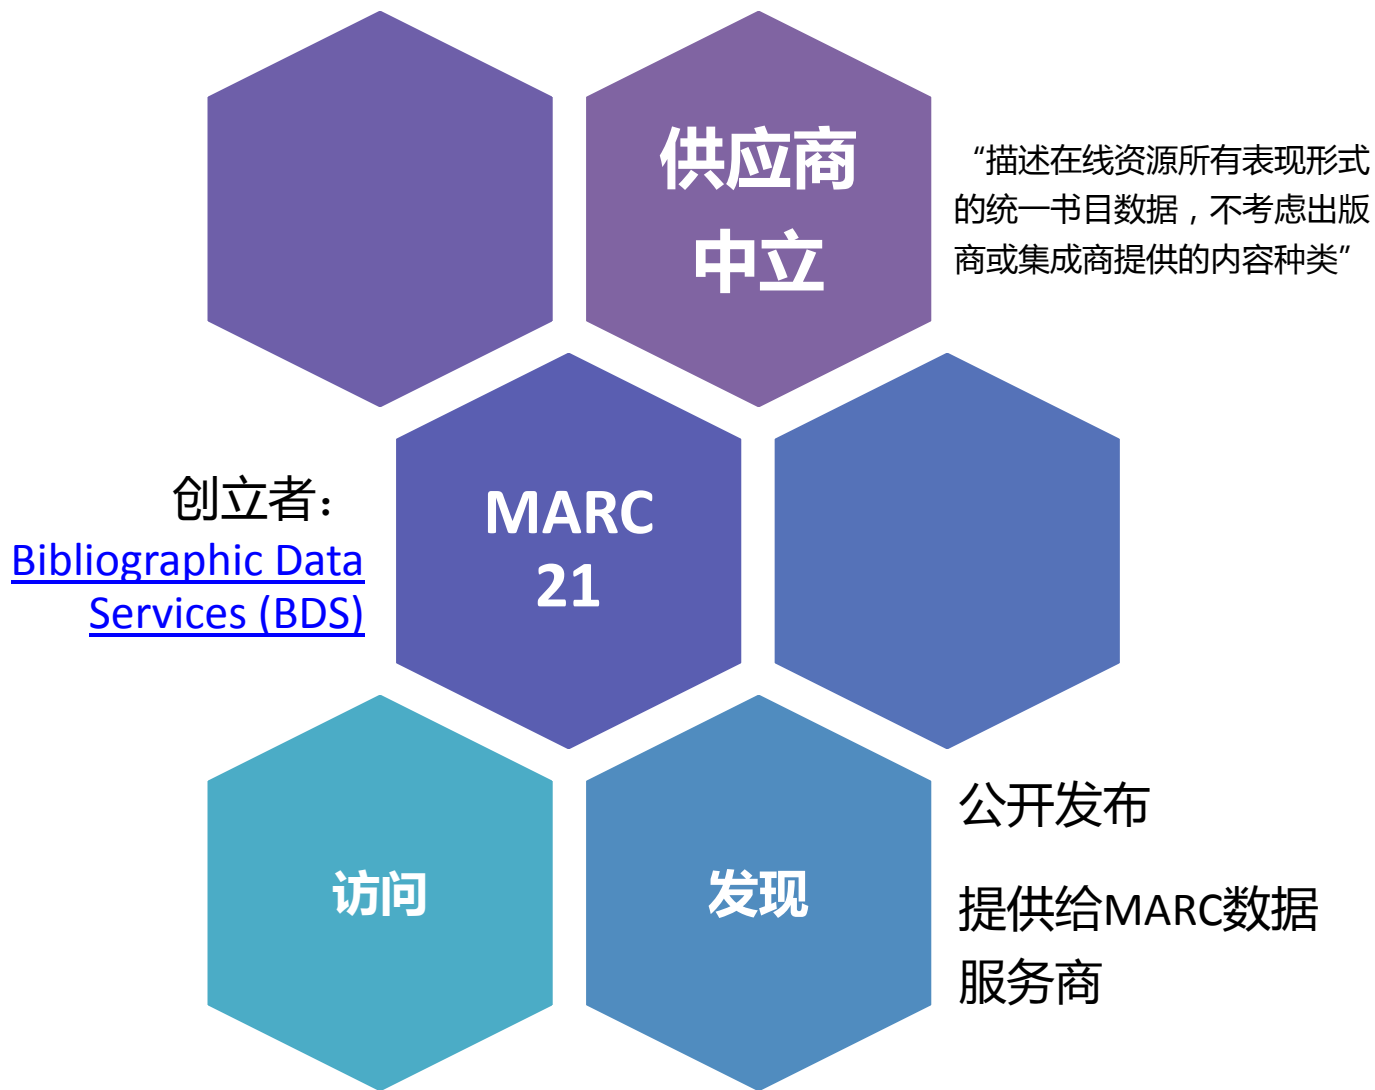 供应商
中立
“描述在线资源所有表现形式
的统一书目数据，不考虑出版
商或集成商提供的内容种类”
创立者：
Bibliographic Data
Services (BDS)
MARC
21
访问
发现
公开发布
提供给MARC数据
服务商